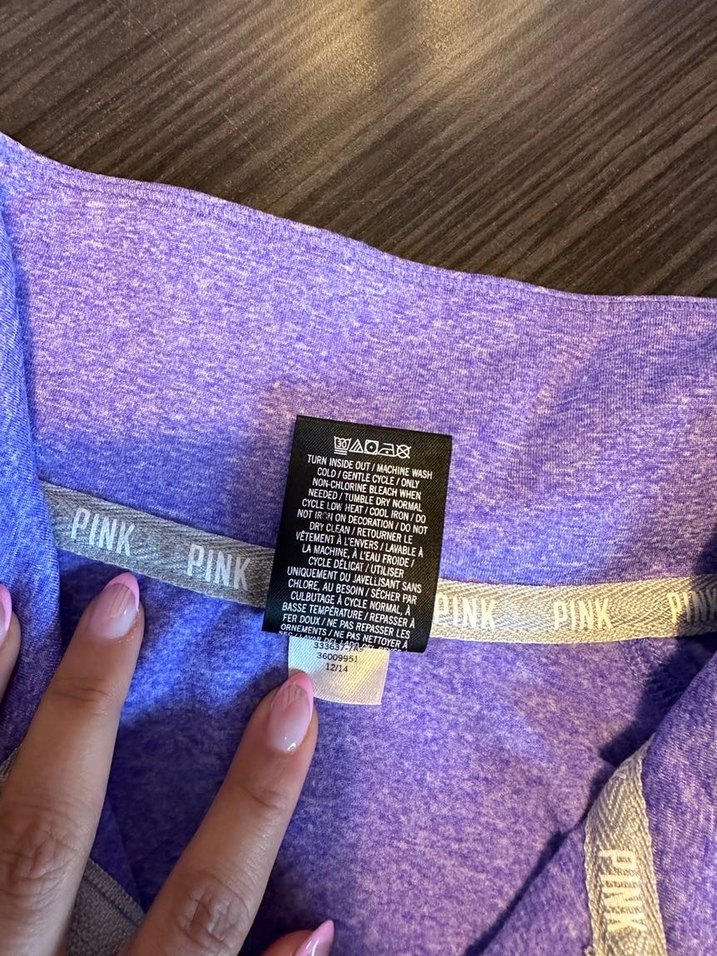 30
TURN INSIDE OUT / MACHINE WASH
COLD / GENTLE CYCLE / ONLY
NON-CHLORINE BLEACH WHEN
NEEDED / TUMBLE DRY NORMAL
CYCLE LOW HEAT / COOL IRON / DO
NOT IRON ON DECORATION / DO NOT
DRY CLEAN / RETOURNER LE
VÊTEMENT À L'ENVERS / LAVABLE À
LA MACHINE, À L'EAU FROIDE /
CYCLE DÉLICAT / UTILISER
UNIQUEMENT DU JAVELLISANT SANS
CHLORE, AU BESOIN / SÉCHER PAR
CULBUTAGE À CYCLE NORMAL, À
BASSE TEMPÉRATURE / REPASSER À
FER DOUX / NE PAS REPASSER LES
ORNEMENTS / NE PAS NETTOYER À
36009951
12/14
PINK PINK PINK PINK PINK
PINK